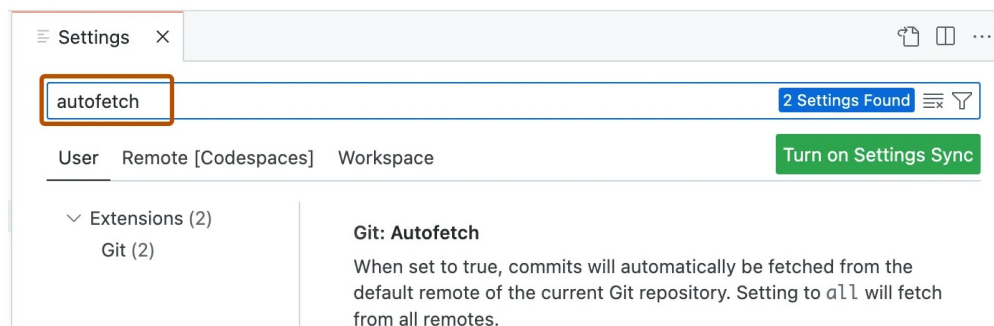 Settings
autofetch
2 Settings Found
User Remote [Codespaces] Workspace
Turn on Settings Sync
Extensions (2)
Git (2)
Git: Autofetch
When set to true, commits will automatically be fetched from the
default remote of the current Git repository. Setting to all will fetch
from all remotes.